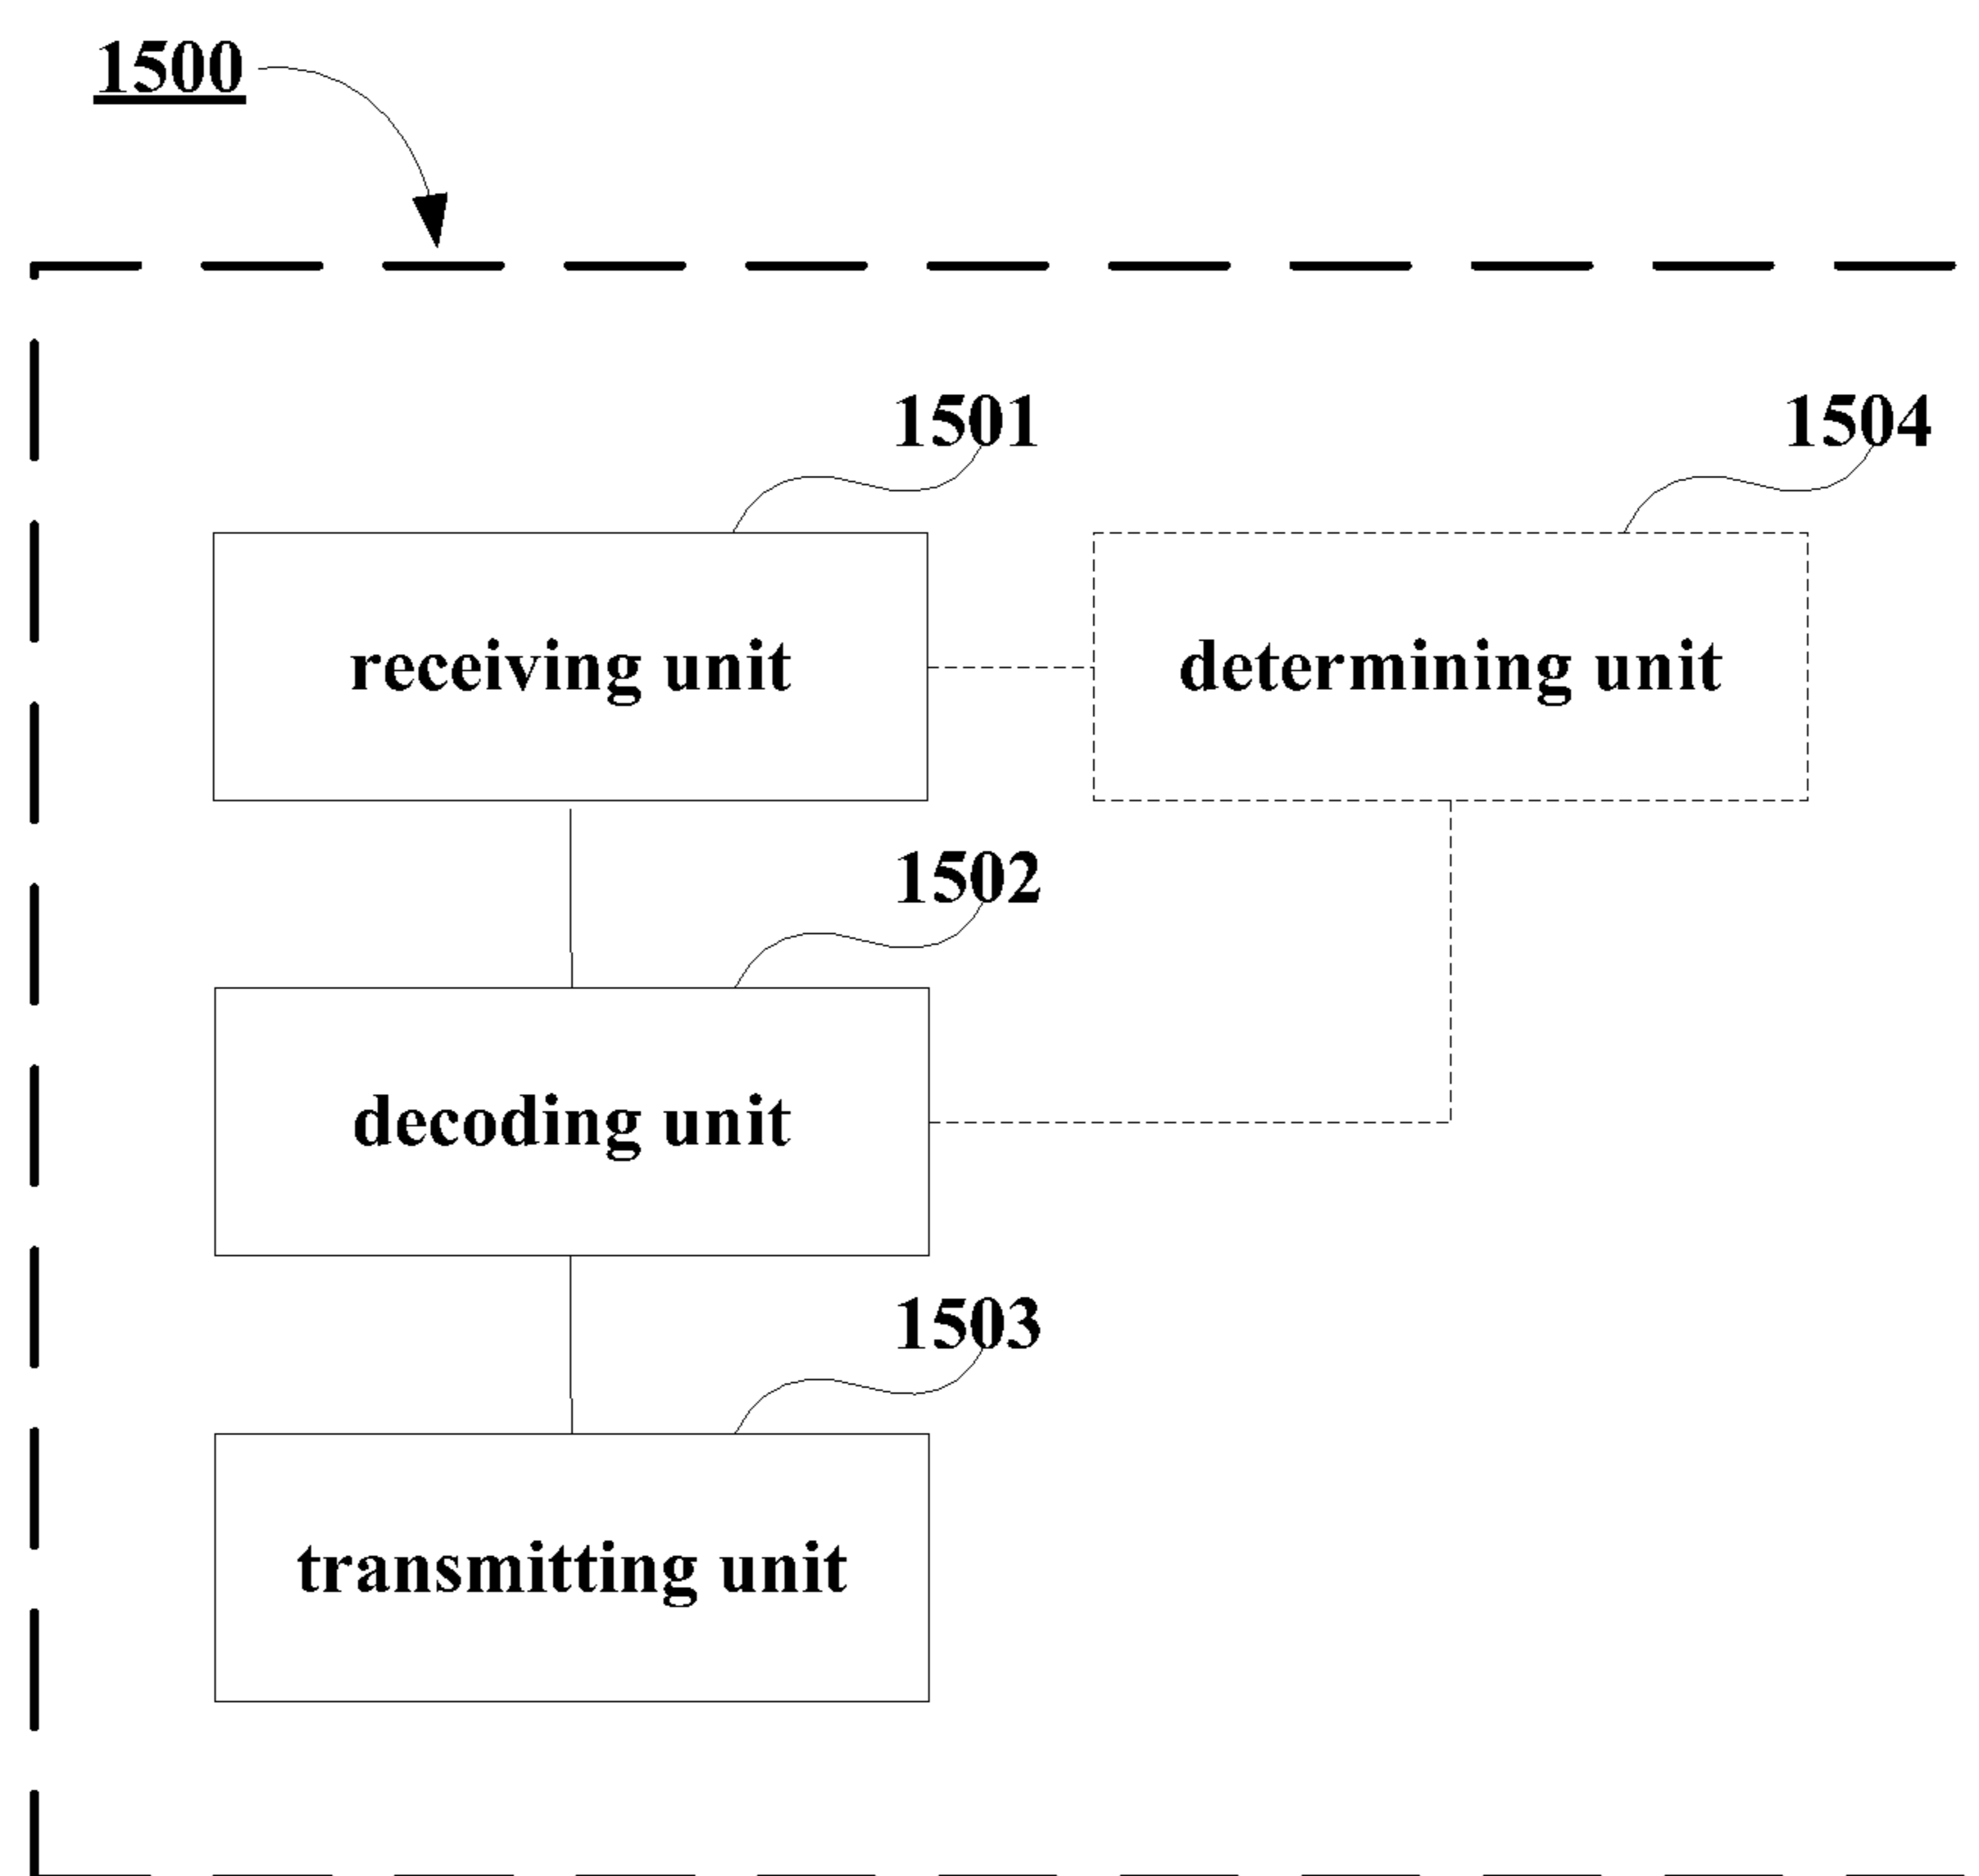 1500
1501
1504
receiving unit
determining unit
1502
decoding unit
1503
transmitting unit